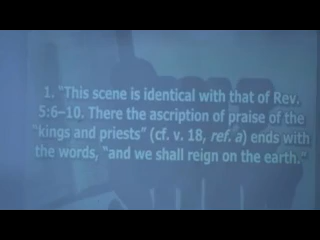 1. “This scene is identical with that of Rev.
5:6–10. There the ascription of praise of the
“kings and priests” (cf. v. 18, ref. a) ends with
the words, “and we shall reign on the earth.”